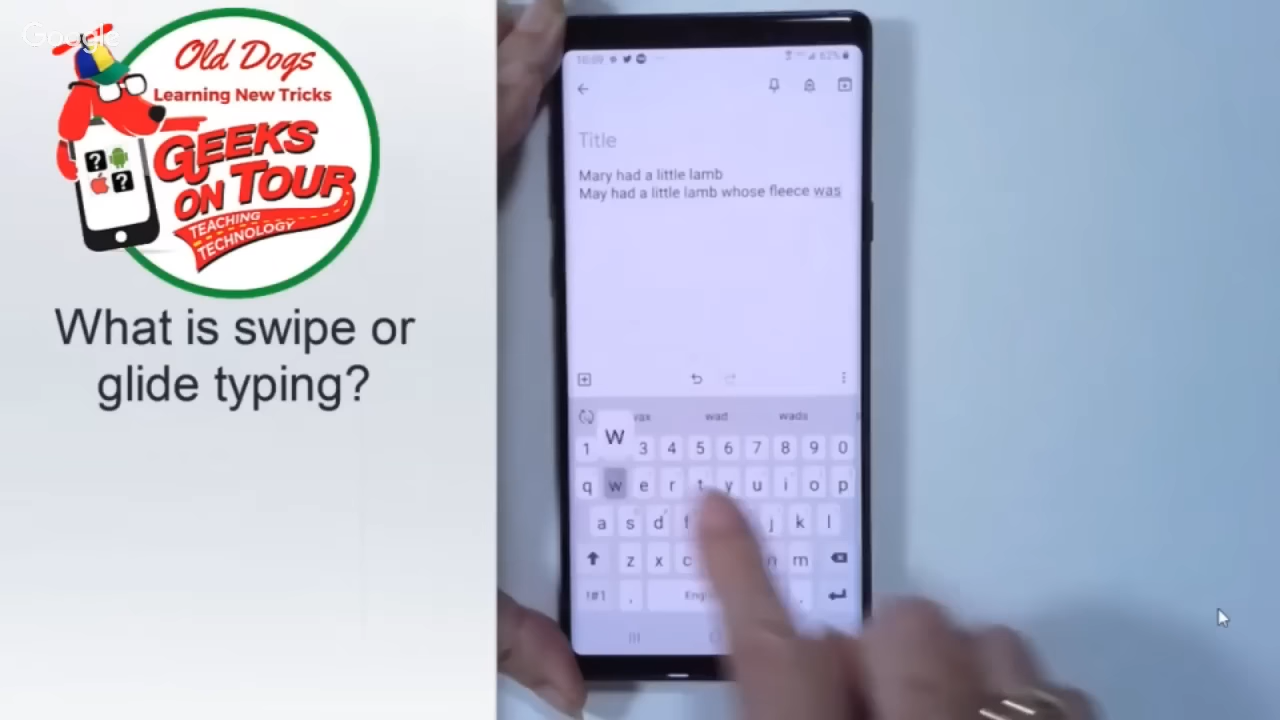 Google
Old Dogs
Learning New Tricks
GEEKS
ON TOUR
TEACHING
TECHNOLOGY
? 
?
What is swipe or
glide typing?
62%
Title
Mary had a little lamb
May had a little lamb whose fleece was
wad
wads
W
1 3 4 5 6 7 8 9 0
q w e r t y u i o p
a s d f j k l
z x c n m
!#1 , Eng .